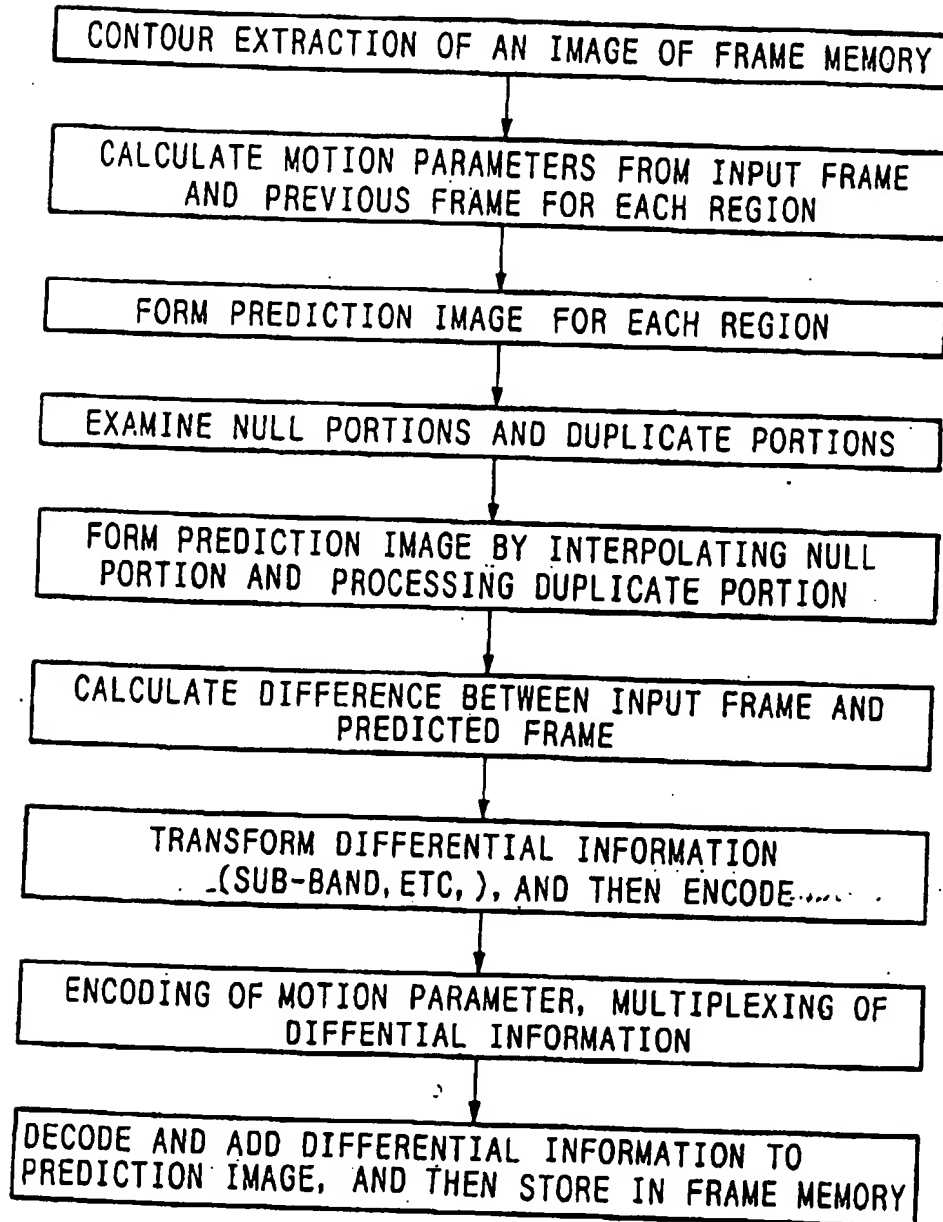 CONTOUR EXTRACTION OF AN IMAGE OF FRAME MEMORY
CALCULATE MOTION PARAMETERS FROM INPUT FRAME
AND PREVIOUS FRAME FOR EACH REGION
FORM PREDICTION IMAGE FOR EACH REGION
EXAMINE NULL PORTIONS AND DUPLICATE PORTIONS
FORM PREDICTION IMAGE BY INTERPOLATING NULL
PORTION AND PROCESSING DUPLICATE PORTION
CALCULATE DIFFERENCE BETWEEN INPUT FRAME AND
PREDICTED FRAME
TRANSFORM DIFFERENTIAL INFORMATION
(SUB-BAND, ETC, ), AND THEN ENCODE
ENCODING OF MOTION PARAMETER, MULTIPLEXING OF
DIFFENTIAL INFORMATION
DECODE AND ADD DIFFERENTIAL INFORMATION TO
PREDICTION IMAGE, AND THEN STORE IN FRAME MEMORY